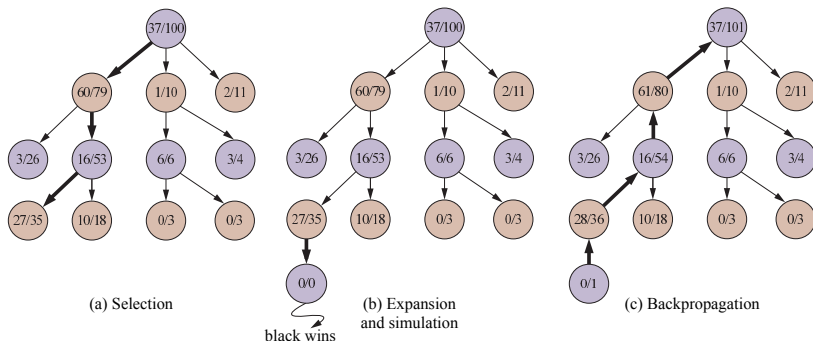 37/100
60/79 1/10 2/11
3/26 16/53 6/6 3/4
27/35 10/18 0/3 0/3
(a) Selection
37/100
60/79 1/10 2/11
3/26 16/53 6/6 3/4
27/35 10/18 0/3 0/3
0/0
black wins
(b) Expansion
and simulation
37/101
61/80 1/10 2/11
3/26 16/54 6/6 3/4
28/36 10/18 0/3 0/3
0/1
(c) Backpropagation